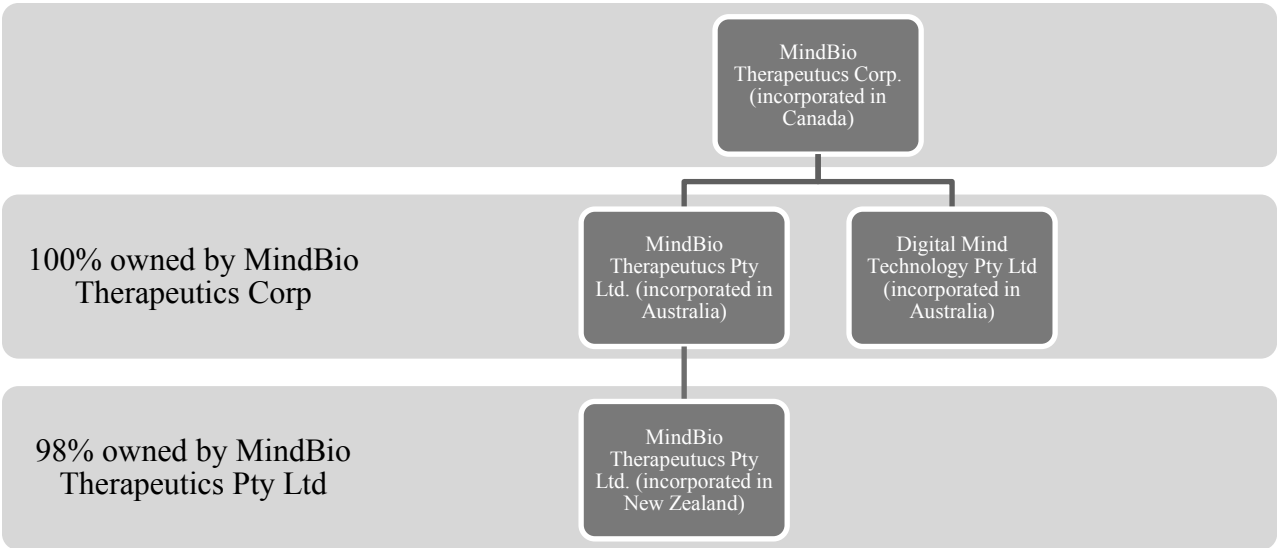 MindBio
Therapeutucs Corp.
(incorporated in
Canada)
100% owned by MindBio
Therapeutics Corp
MindBio
Therapeutucs Pty
Ltd. (incorporated in
Australia)
Digital Mind
Technology Pty Ltd
(incorporated in
Australia)
98% owned by MindBio
Therapeutics Pty Ltd
MindBio
Therapeutucs Pty
Ltd. (incorporated in
New Zealand)